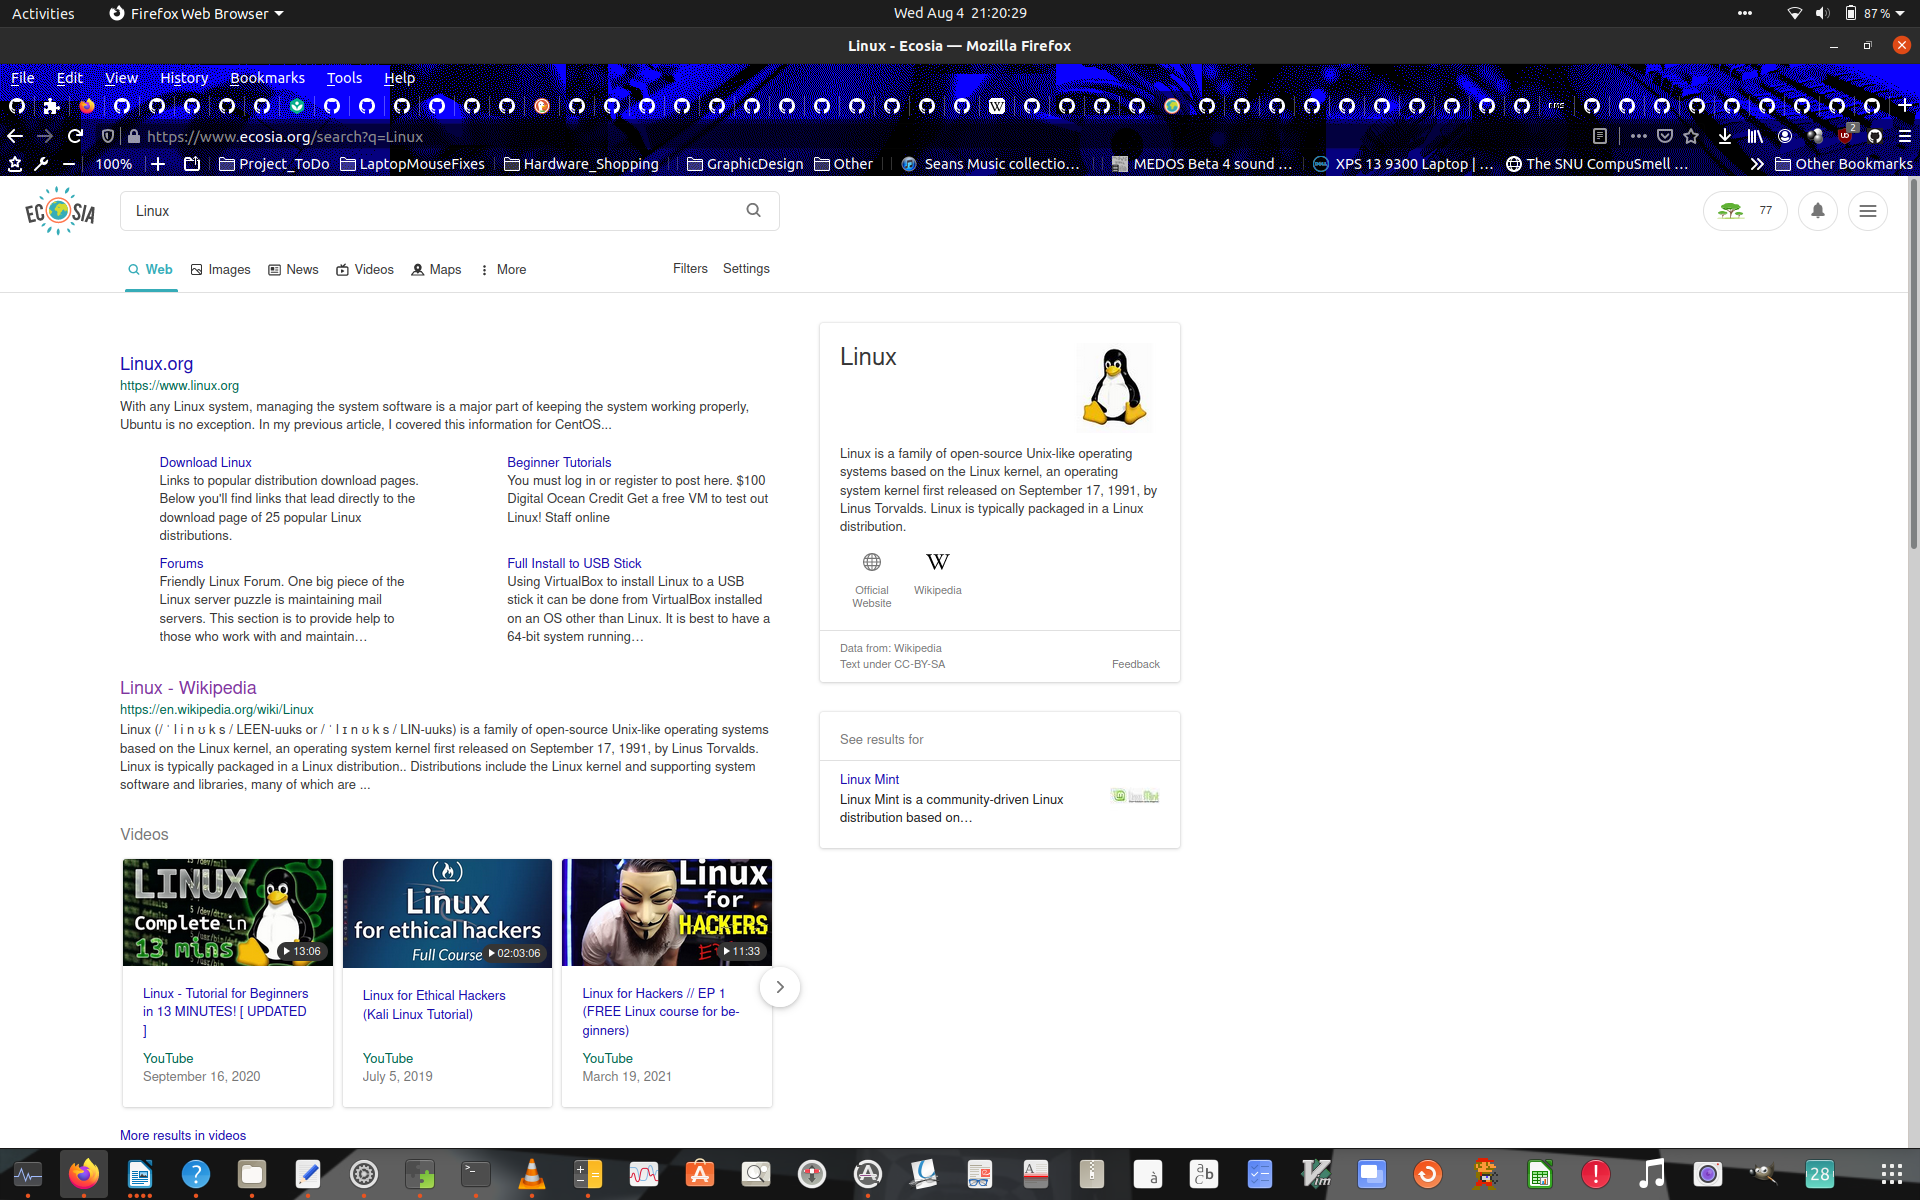 Activities
Firefox Web Browser
Wed Aug 4 21:20:29
87 %
Linux - Ecosia — Mozilla Firefox
File Edit View History Bookmarks Tools Help
https://www.ecosia.org/search?q=Linux
2
100%
Project_ToDo
LaptopMouseFixes
Hardware_Shopping
GraphicDesign
Other
Seans Music collectio…
MEDOS Beta 4 sound …
XPS 13 9300 Laptop | …
The SNU CompuSmell …
Other Bookmarks
ECOSIA
Linux
77
Web
Images
News
Videos
Maps
More
Filters
Settings
Linux.org
https://www.linux.org
With any Linux system, managing the system software is a major part of keeping the system working properly,
Ubuntu is no exception. In my previous article, I covered this information for CentOS...
Download Linux
Links to popular distribution download pages.
Below you'll find links that lead directly to the
download page of 25 popular Linux
distributions.
Beginner Tutorials
You must log in or register to post here. $100
Digital Ocean Credit Get a free VM to test out
Linux! Staff online
Forums
Friendly Linux Forum. One big piece of the
Linux server puzzle is maintaining mail
servers. This section is to provide help to
those who work with and maintain…
Full Install to USB Stick
Using VirtualBox to install Linux to a USB
stick it can be done from VirtualBox installed
on an OS other than Linux. It is best to have a
64-bit system running…
Linux - Wikipedia
https://en.wikipedia.org/wiki/Linux
Linux (/ ˈ l i n ʊ k s / LEEN-uuks or / ˈ l ɪ n ʊ k s / LIN-uuks) is a family of open-source Unix-like operating systems
based on the Linux kernel, an operating system kernel first released on September 17, 1991, by Linus Torvalds.
Linux is typically packaged in a Linux distribution.. Distributions include the Linux kernel and supporting system
software and libraries, many of which are ...
Videos
LINUX
Complete in
13 mins
13:06
Linux - Tutorial for Beginners
in 13 MINUTES! [ UPDATED
]
YouTube
September 16, 2020
Linux
for ethical hackers
Full Course
02:03:06
Linux for Ethical Hackers
(Kali Linux Tutorial)
YouTube
July 5, 2019
Linux
for
HACKERS
11:33
Linux for Hackers // EP 1
(FREE Linux course for be-
ginners)
YouTube
March 19, 2021
More results in videos
Linux
Linux is a family of open-source Unix-like operating
systems based on the Linux kernel, an operating
system kernel first released on September 17, 1991, by
Linus Torvalds. Linux is typically packaged in a Linux
distribution.
W
Official
Website
Wikipedia
Data from: Wikipedia
Text under CC-BY-SA
Feedback
See results for
Linux Mint
Linux Mint is a community-driven Linux
distribution based on…
28